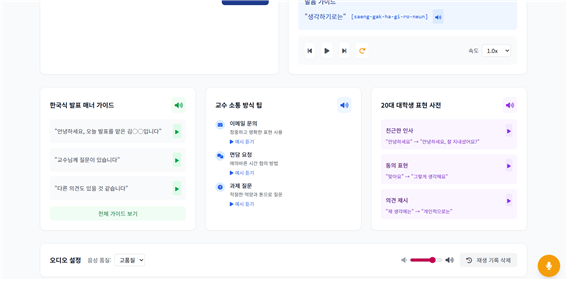 발음 가이드
"생각하기로는" [saeng-gak-ha-gi-ro-neun]
속도 1.0x
한국식 발표 매너 가이드
"안녕하세요, 오늘 발표를 맡은 김○○입니다"
"교수님께 질문이 있습니다"
"다른 의견도 있을 것 같습니다"
전체 가이드 보기
교수 소통 방식 팁
이메일 문의
정중하고 명확한 표현 사용
▶ 예시 듣기
면담 요청
예의바른 시간 협의 방법
▶ 예시 듣기
과제 질문
적절한 억양과 톤으로 질문
▶ 예시 듣기
20대 대학생 표현 사전
친근한 인사
"안녕하세요" → "안녕하세요, 잘 지내셨어요?"
동의 표현
"맞아요" → "그렇게 생각해요"
의견 제시
"제 생각에는" → "개인적으로는"
오디오 설정 음성 품질: 고품질 재생 기록 삭제